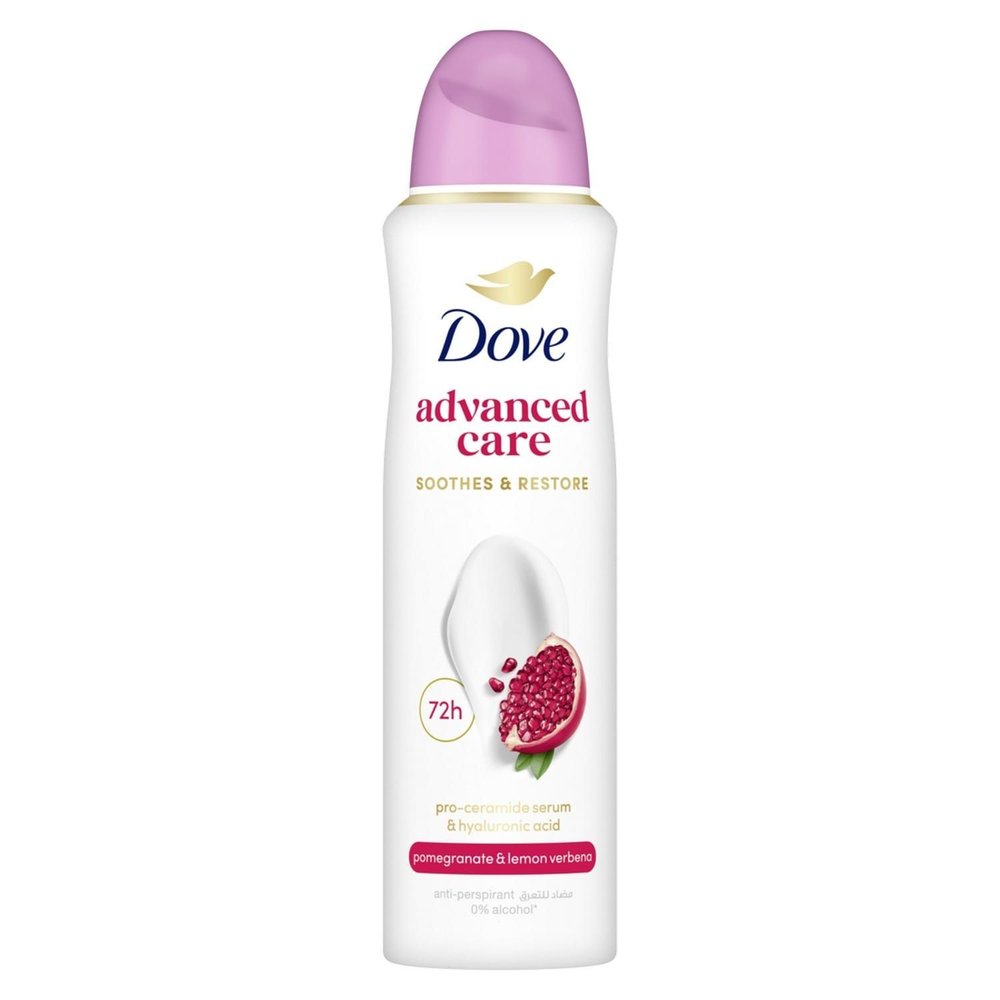 Dove
advanced
care
SOOTHES & RESTORE
72h
pro-ceramide serum
& hyaluronic acid
pomegranate & lemon verbena
anti-perspirant مضاد للتعرق
0% alcohol*